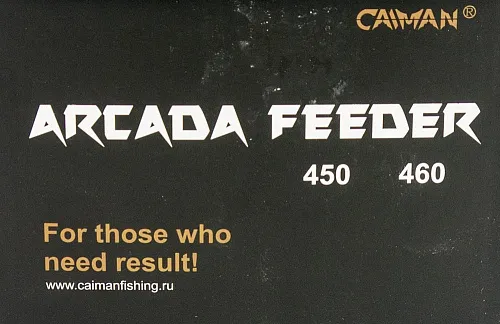 CAIMAN®
ARCADA FEEDER
450 460
For those who
need result!
www.caimanfishing.ru